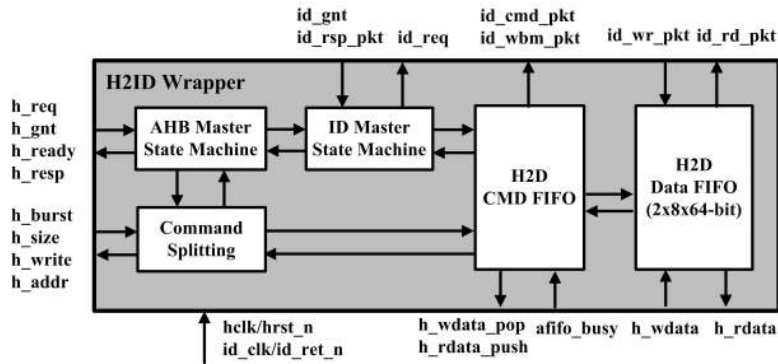 id_gnt
id_rsp_pkt
id_req
id_cmd_pkt
id_wbm_pkt
id_wr_pkt
id_rd_pkt
H2ID Wrapper
h_req
h_gnt
h_ready
h_resp
AHB Master
State Machine
ID Master
State Machine
H2D
CMD FIFO
H2D
Data FIFO
(2x8x64-bit)
h_burst
h_size
h_write
h_addr
Command
Splitting
hclk/hrst_n
id_clk/id_ret_n
h_wdata_pop
h_rdata_push
afifo_busy
h_wdata
h_rdata